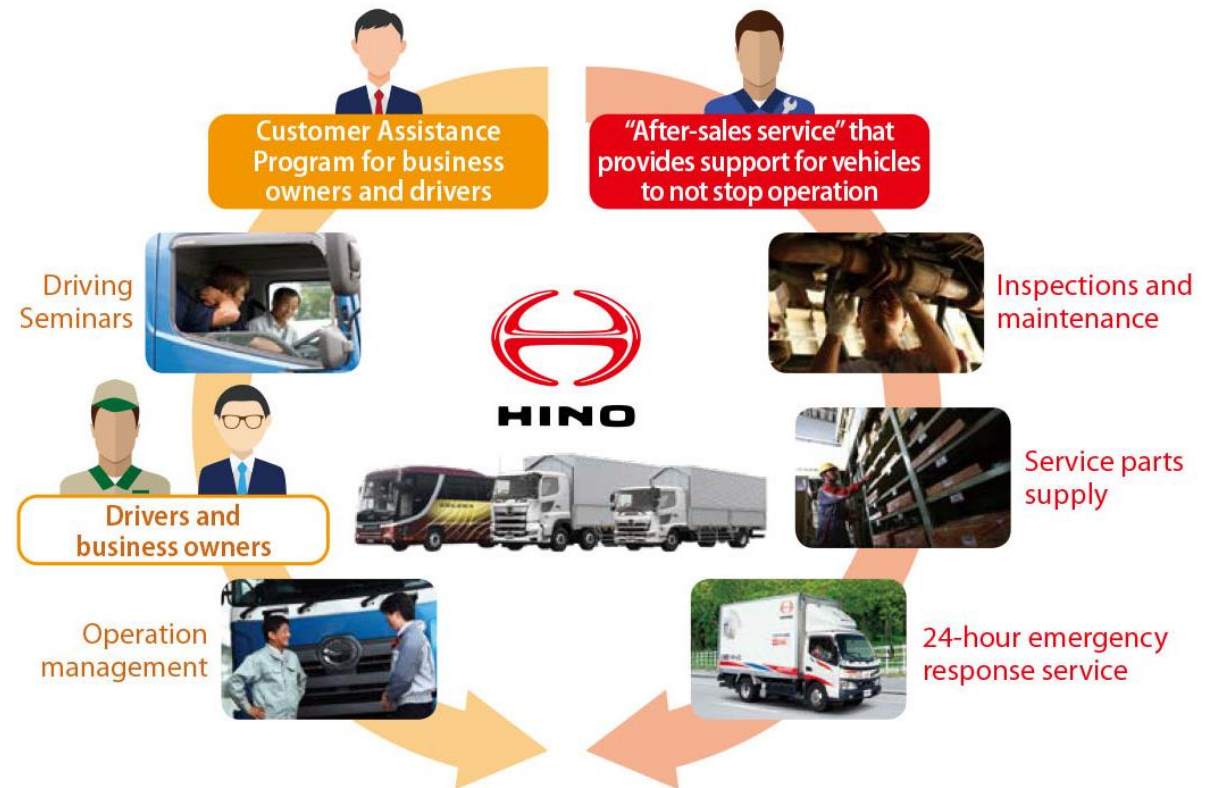 Customer Assistance
Program for business
owners and drivers
“After-sales service” that
provides support for vehicles
to not stop operation
Driving
Seminars
Inspections and
maintenance
HINO
Service parts
supply
Drivers and
business owners
Operation
management
24-hour emergency
response service